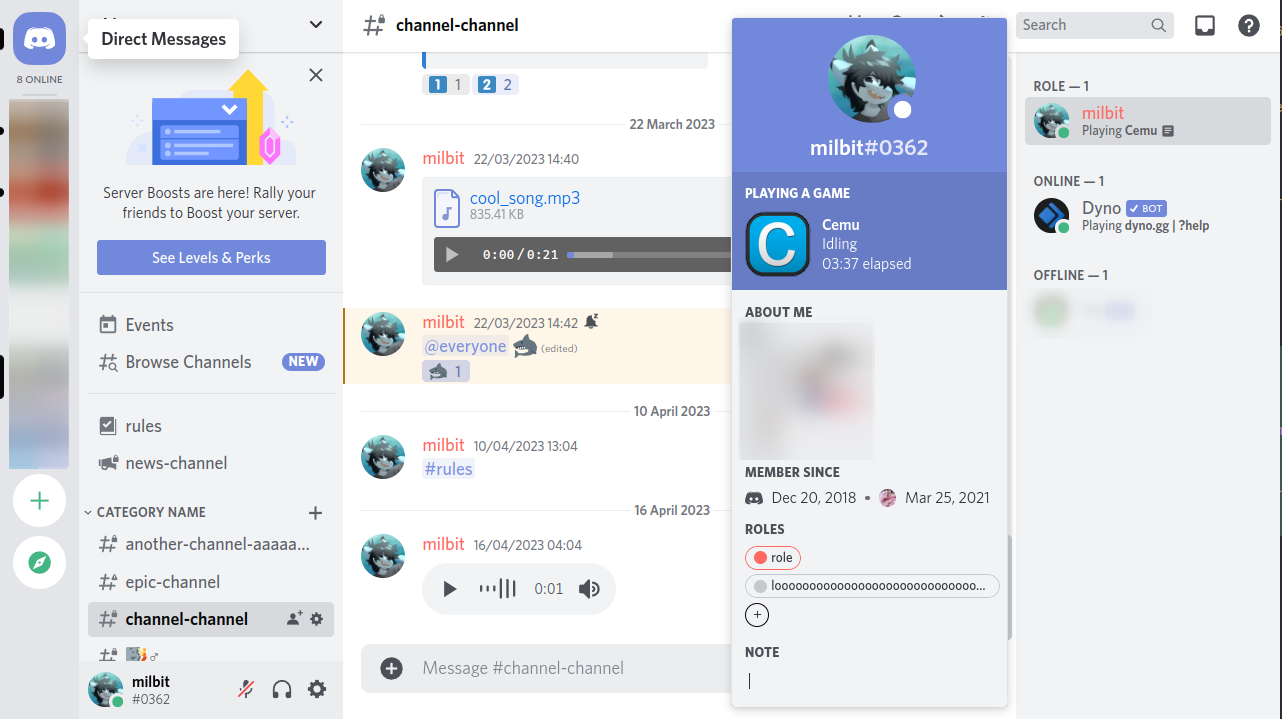 Direct Messages
8 ONLINE
Server Boosts are here! Rally your
friends to Boost your server.
See Levels & Perks
Events
Browse Channels NEW
rules
news-channel
CATEGORY NAME
another-channel-aaaaa...
epic-channel
channel-channel
milbit
#0362
channel-channel
1 1 2 2
22 March 2023
milbit 22/03/2023 14:40
cool_song.mp3
835.41 KB
0:00/0:21
milbit 22/03/2023 14:42
@everyone (edited)
1
10 April 2023
milbit 10/04/2023 13:04
#rules
16 April 2023
milbit 16/04/2023 04:04
0:01
Message #channel-channel
milbit#0362
PLAYING A GAME
C
Cemu
Idling
03:37 elapsed
ABOUT ME
MEMBER SINCE
Dec 20, 2018 • Mar 25, 2021
ROLES
role
looooooooooooooooooooooooooooo...
NOTE
Search
ROLE — 1
milbit
Playing Cemu
ONLINE — 1
Dyno BOT
Playing dyno.gg | ?help
OFFLINE — 1